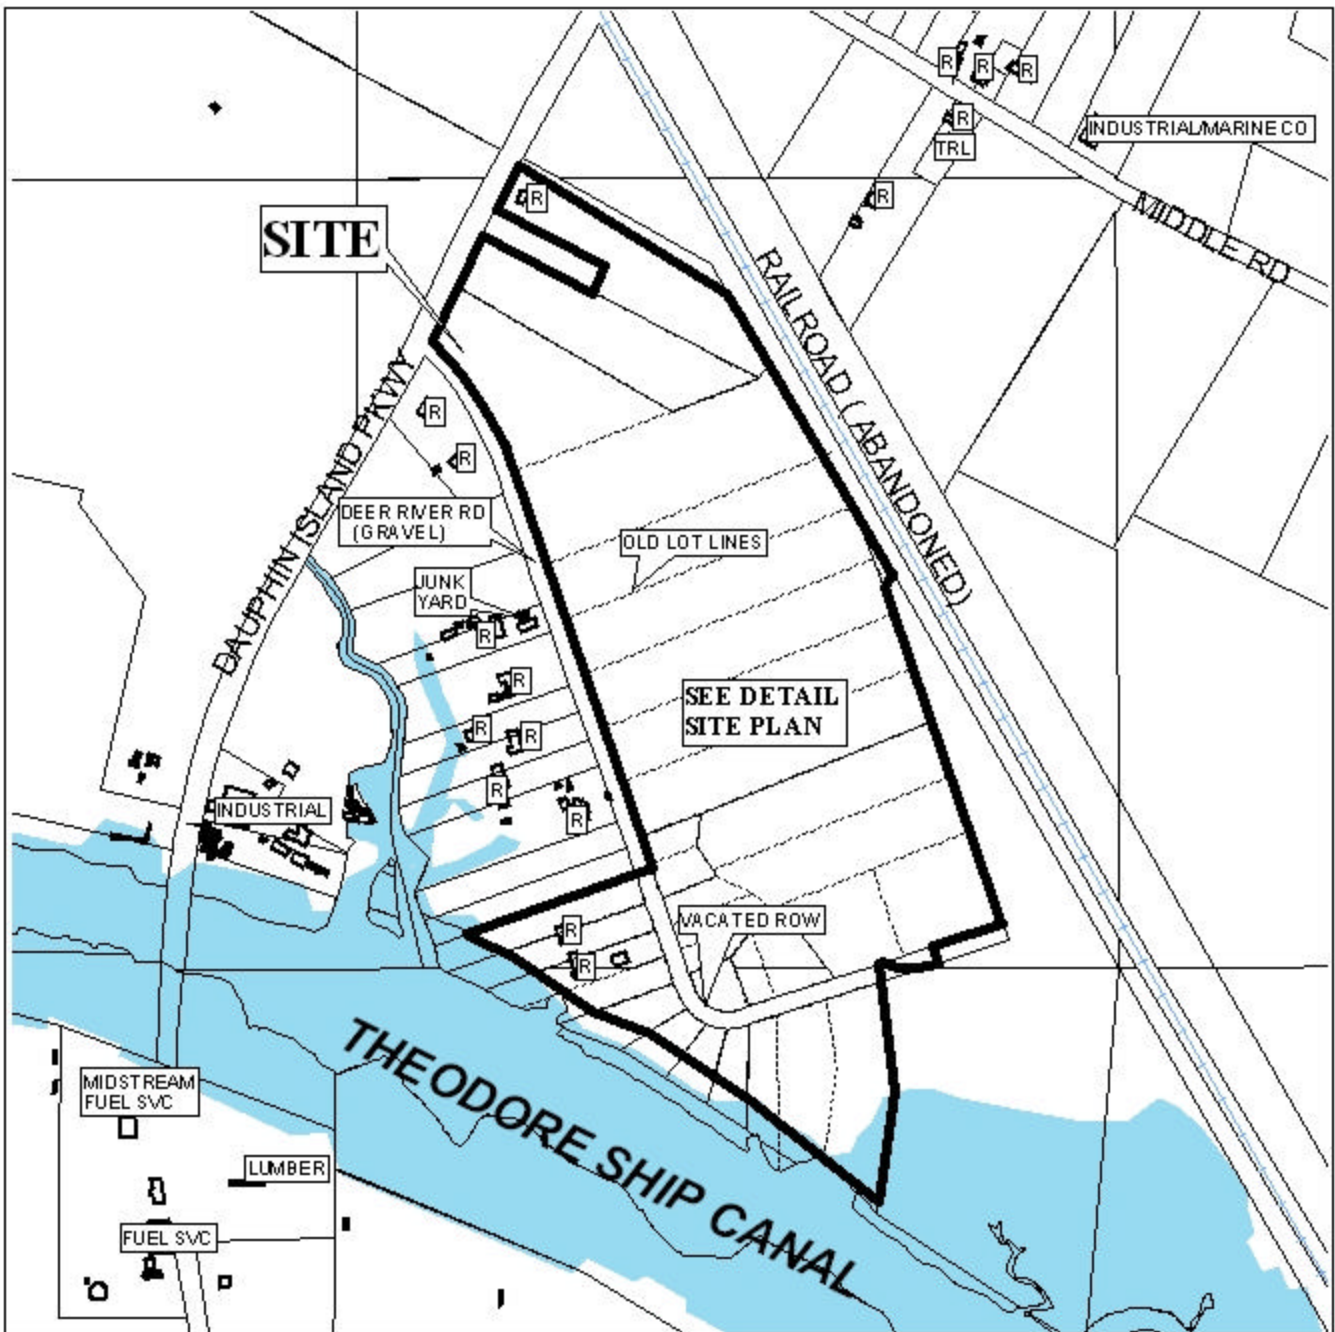 R
R
R
INDUSTRIAL/MARINE CO
R
TRL
R
R
MIDDLE RD
SITE
RAILROAD (ABANDONED)
DAUPHIN ISLAND PKWY
R
R
DEER RIVER RD
(GRAVEL)
OLD LOT LINES
JUNK
YARD
R
R
SEE DETAIL
SITE PLAN
R
R
R
INDUSTRIAL
R
VACATED ROW
R
R
THEODORE SHIP CANAL
MIDSTREAM
FUEL SVC
LUMBER
FUEL SVC